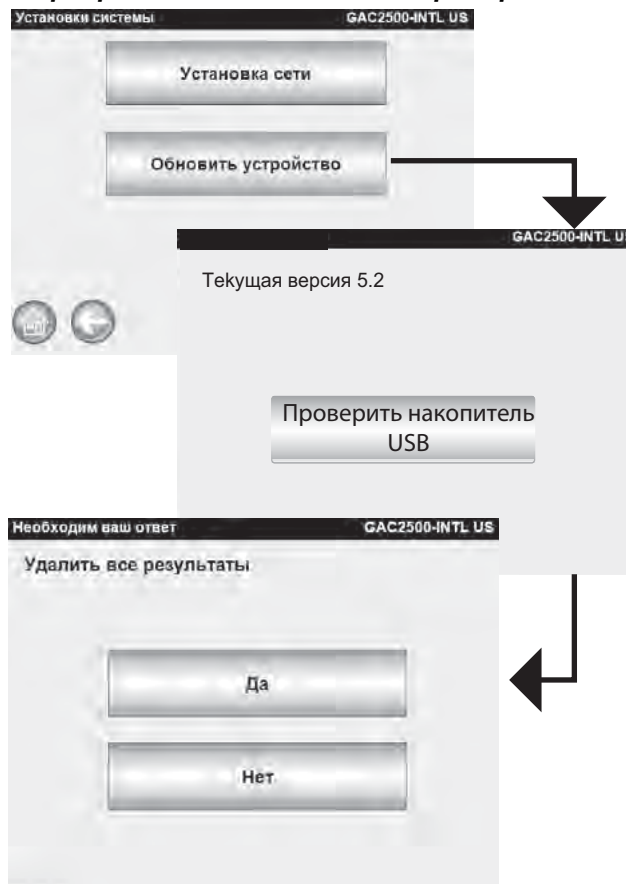 Установки системы GAC2500-INTL US
Установка сети
Обновить устройство
GAC2500-INTL U
Текущая версия 5.2
Проверить накопитель
USB
Необходим ваш ответ GAC2500-INTL US
Удалить все результаты
Да
Нет